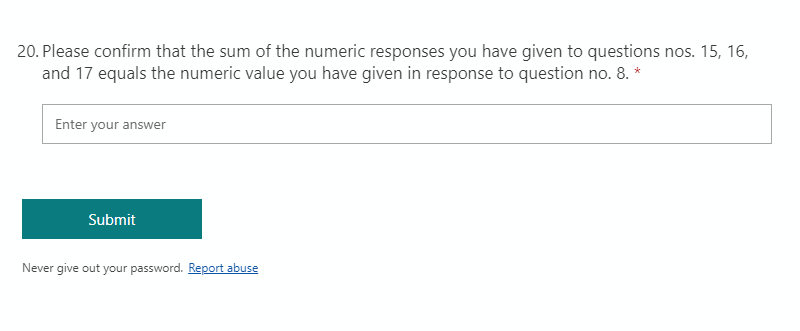 20. Please confirm that the sum of the numeric responses you have given to questions nos. 15, 16,
and 17 equals the numeric value you have given in response to question no. 8. *
Enter your answer
Submit
Never give out your password. Report abuse